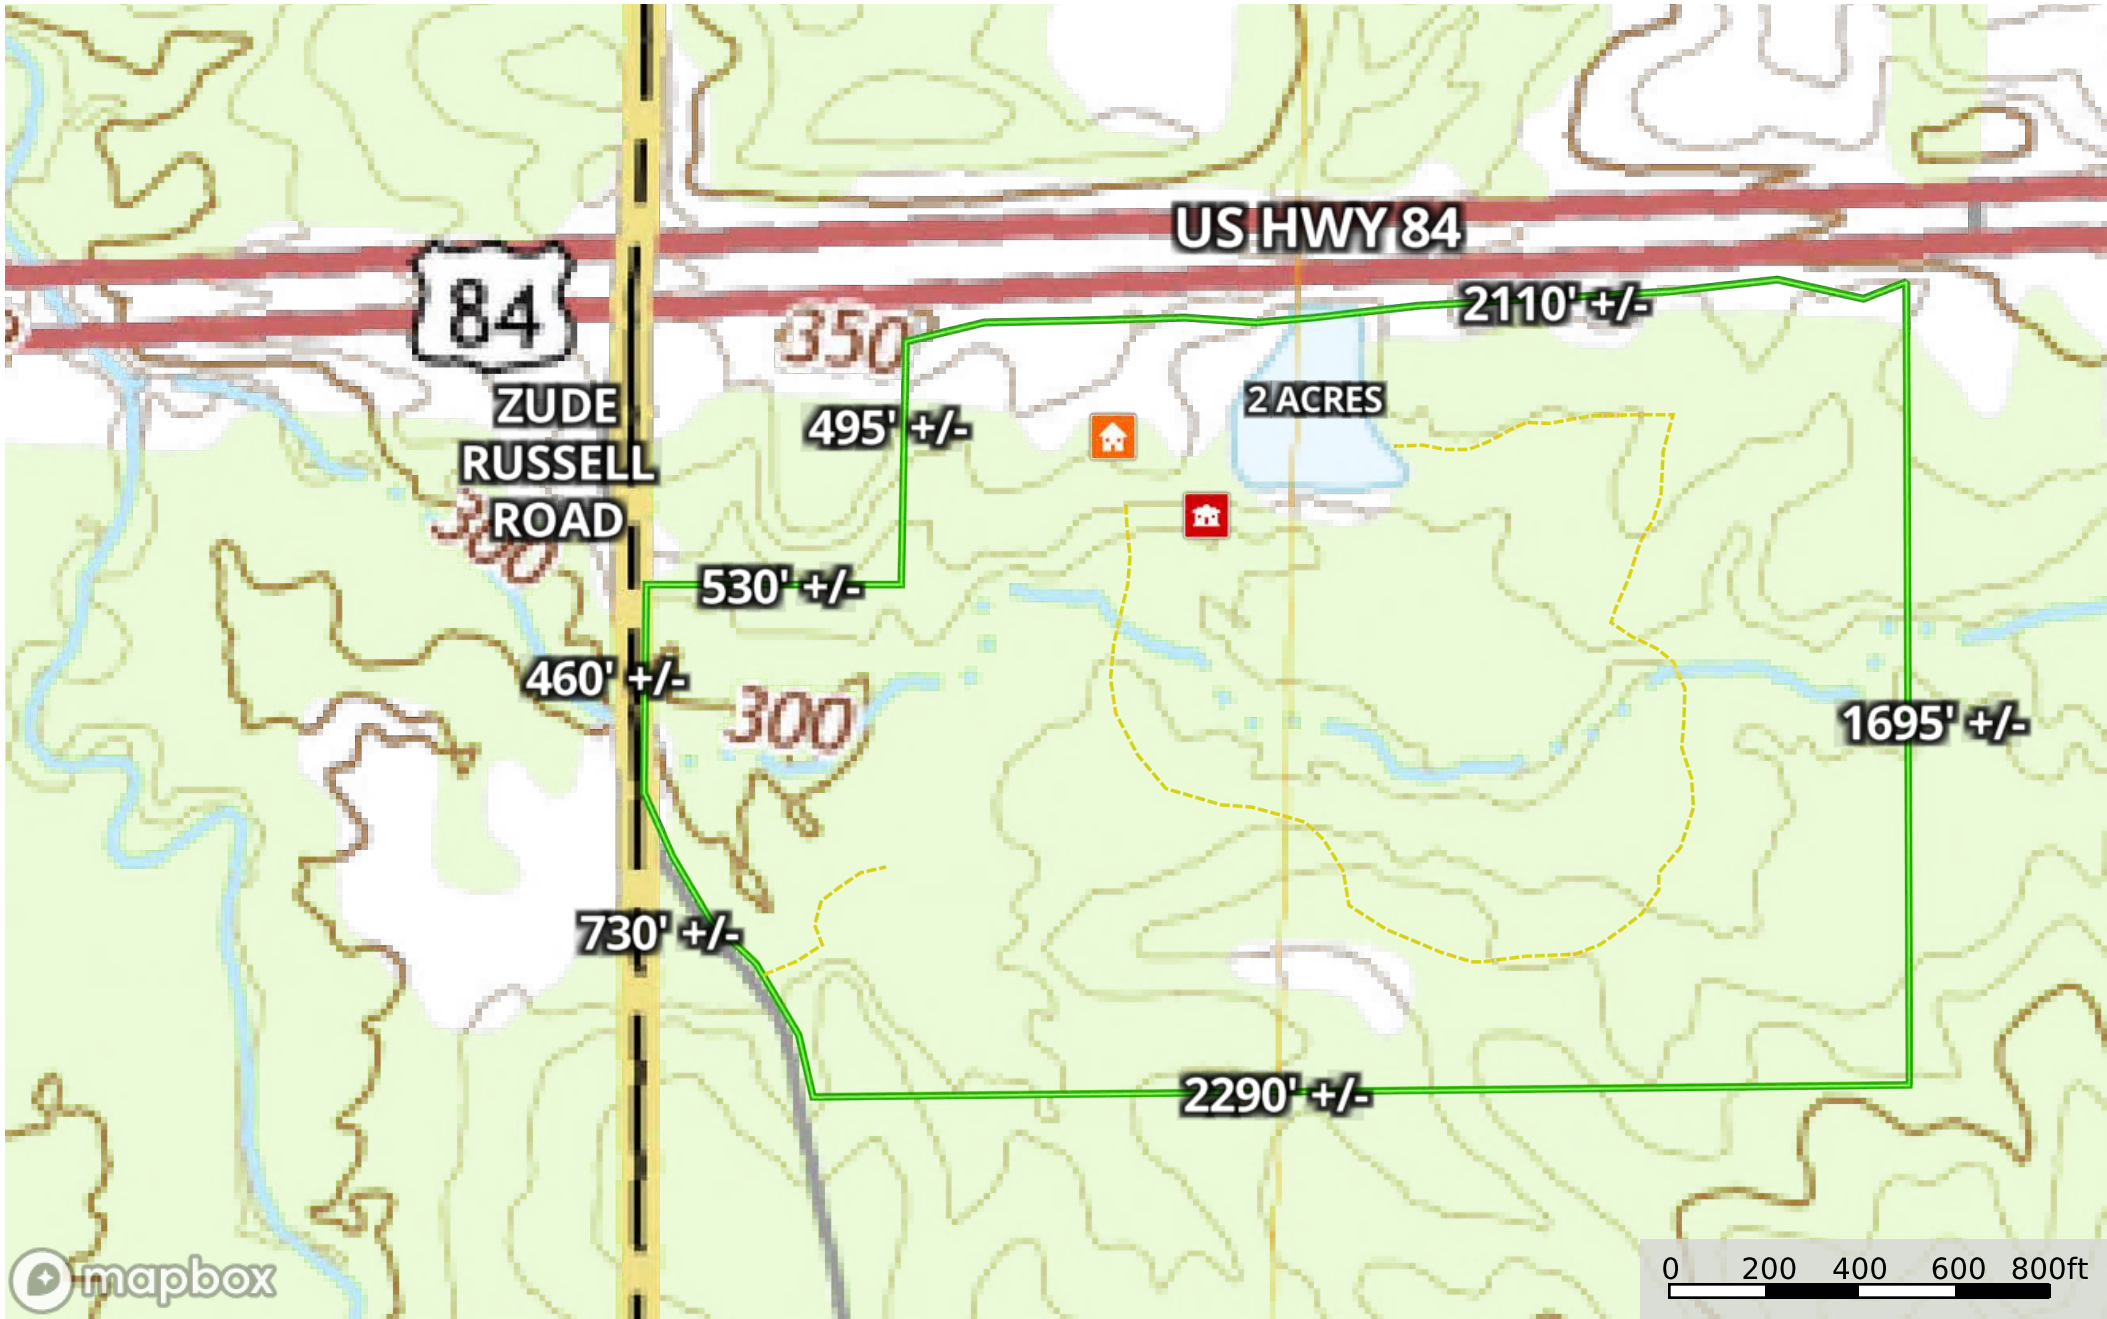 US HWY 84
84
2110' +/-
350
ZUDE
RUSSELL
ROAD
495' +/-
2 ACRES
300
530' +/-
460' +/-
300
1695' +/-
730' +/-
2290' +/-
mapbox
0 200 400 600 800ft